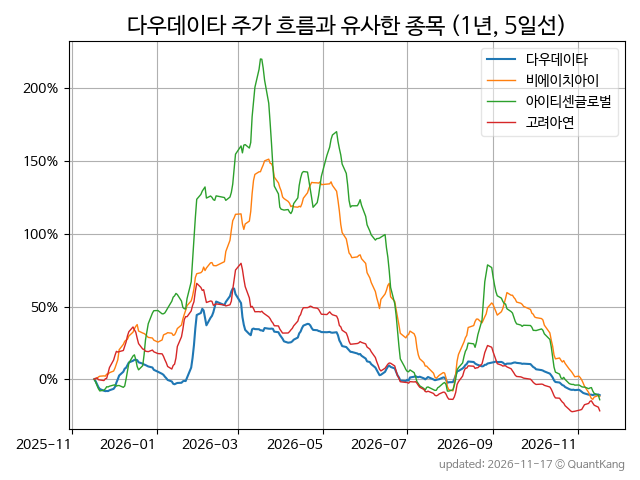 다우데이타 주가 흐름과 유사한 종목 (1년, 5일선)
다우데이타
비에이치아이
아이티센글로벌
고려아연
200%
150%
100%
50%
0%
2025-11 2026-01 2026-03 2026-05 2026-07 2026-09 2026-11
updated: 2026-11-17 © QuantKang